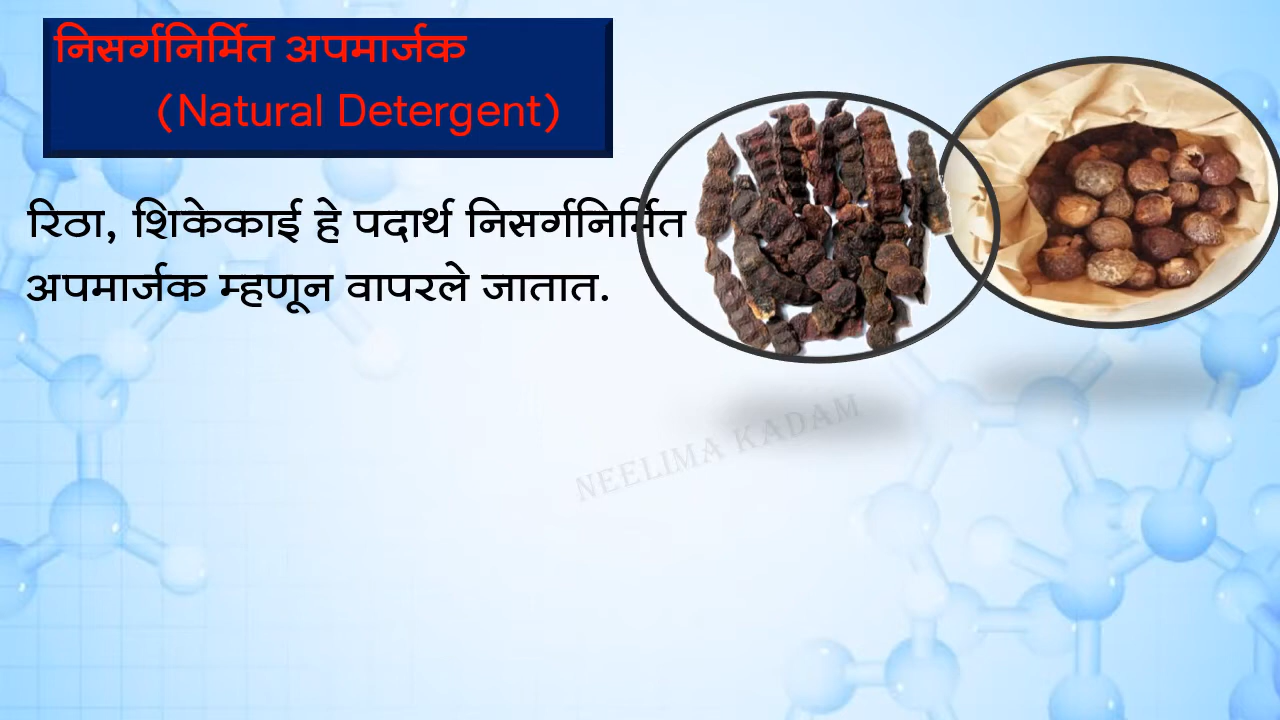 निसर्गनिर्मित अपमार्जक
(Natural Detergent)
रिठा, शिकेकाई हे पदार्थ निसर्गनिर्मित
अपमार्जक म्हणून वापरले जातात.
NEELIMA KADAM